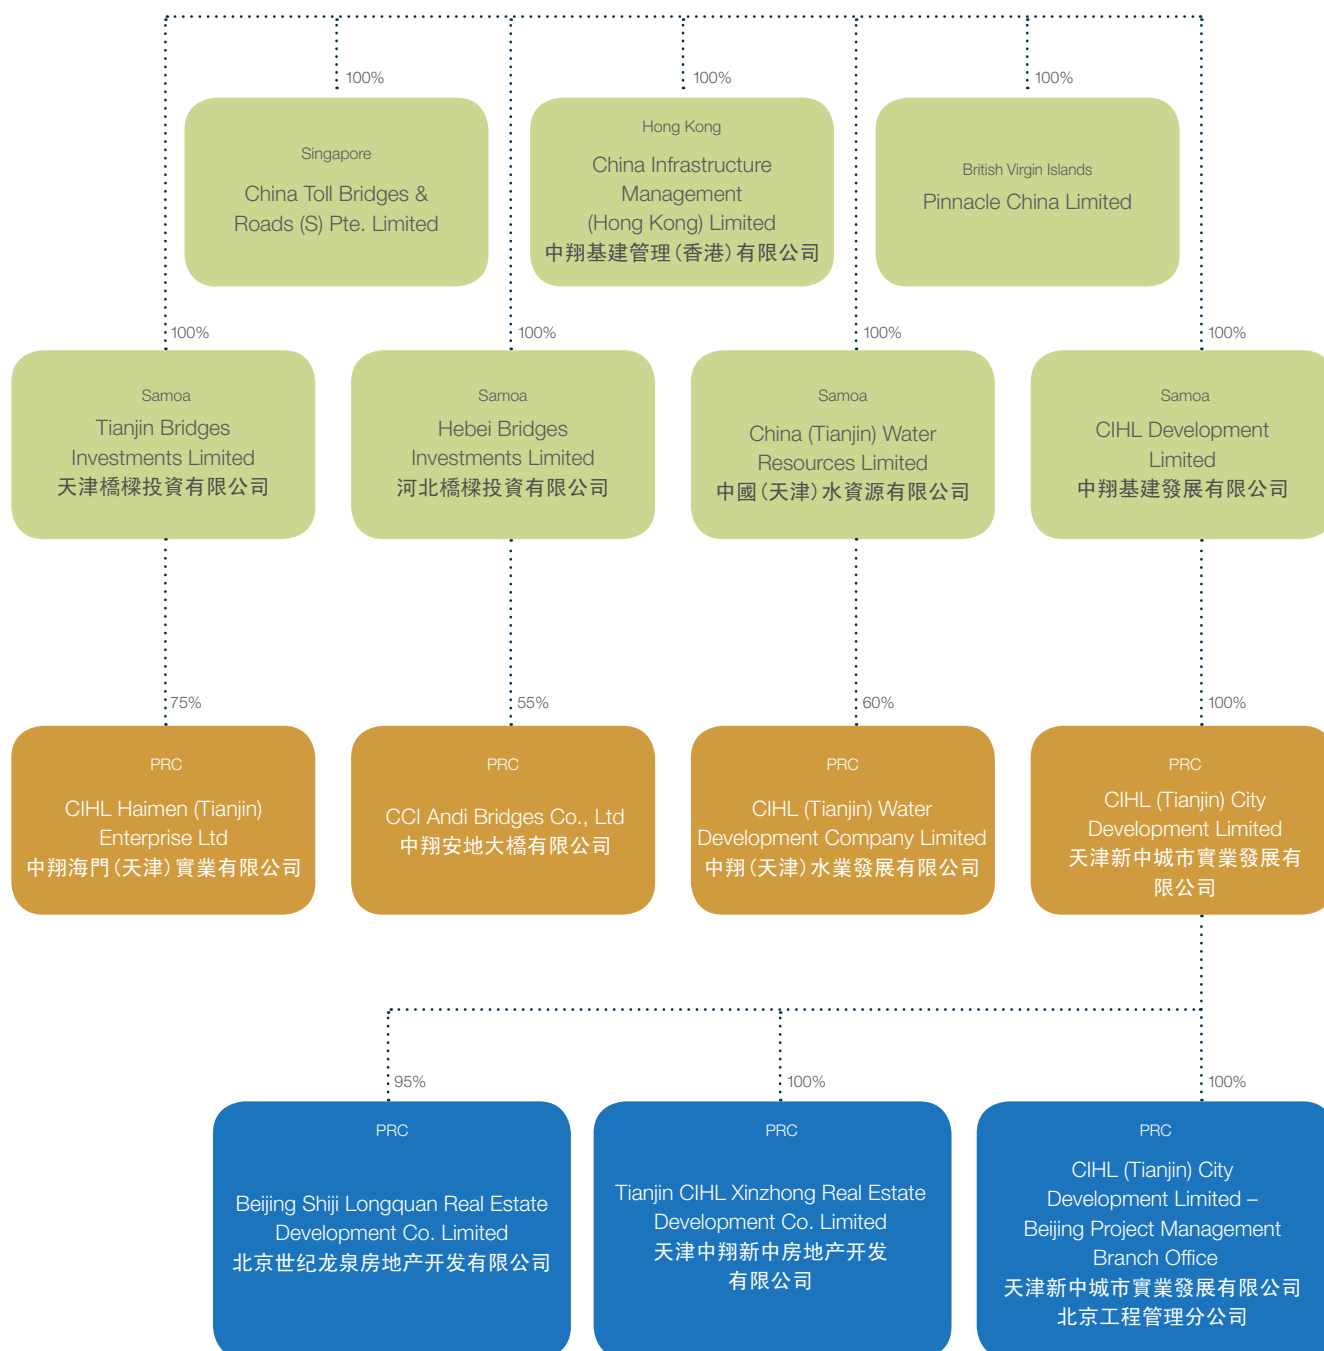 100%
100%
100%
Singapore
China Toll Bridges &
Roads (S) Pte. Limited
Hong Kong
China Infrastructure
Management
(Hong Kong) Limited
中翔基建管理(香港)有限公司
British Virgin Islands
Pinnacle China Limited
100%
100%
100%
100%
Samoa
Tianjin Bridges
Investments Limited
天津橋樑投資有限公司
Samoa
Hebei Bridges
Investments Limited
河北橋樑投資有限公司
Samoa
China (Tianjin) Water
Resources Limited
中國(天津)水資源有限公司
Samoa
CIHL Development
Limited
中翔基建發展有限公司
75%
55%
60%
100%
PRC
CIHL Haimen (Tianjin)
Enterprise Ltd
中翔海門(天津)實業有限公司
PRC
CCI Andi Bridges Co., Ltd
中翔安地大橋有限公司
PRC
CIHL (Tianjin) Water
Development Company Limited
中翔(天津)水業發展有限公司
PRC
CIHL (Tianjin) City
Development Limited
天津新中城市實業發展有
限公司
95%
100%
100%
PRC
Beijing Shiji Longquan Real Estate
Development Co. Limited
北京世纪龙泉房地产开发有限公司
PRC
Tianjin CIHL Xinzhong Real Estate
Development Co. Limited
天津中翔新中房地产开发
有限公司
PRC
CIHL (Tianjin) City
Development Limited –
Beijing Project Management
Branch Office
天津新中城市實業發展有限公司
北京工程管理分公司